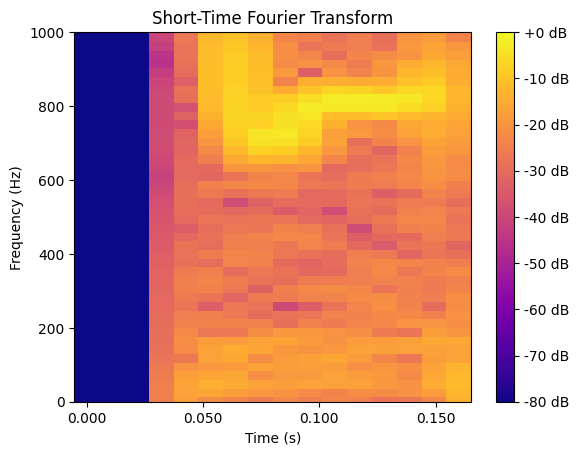 Short-Time Fourier Transform
Frequency (Hz)
1000
800
600
400
200
0
0.000 0.050 0.100 0.150
Time (s)
+0 dB
-10 dB
-20 dB
-30 dB
-40 dB
-50 dB
-60 dB
-70 dB
-80 dB